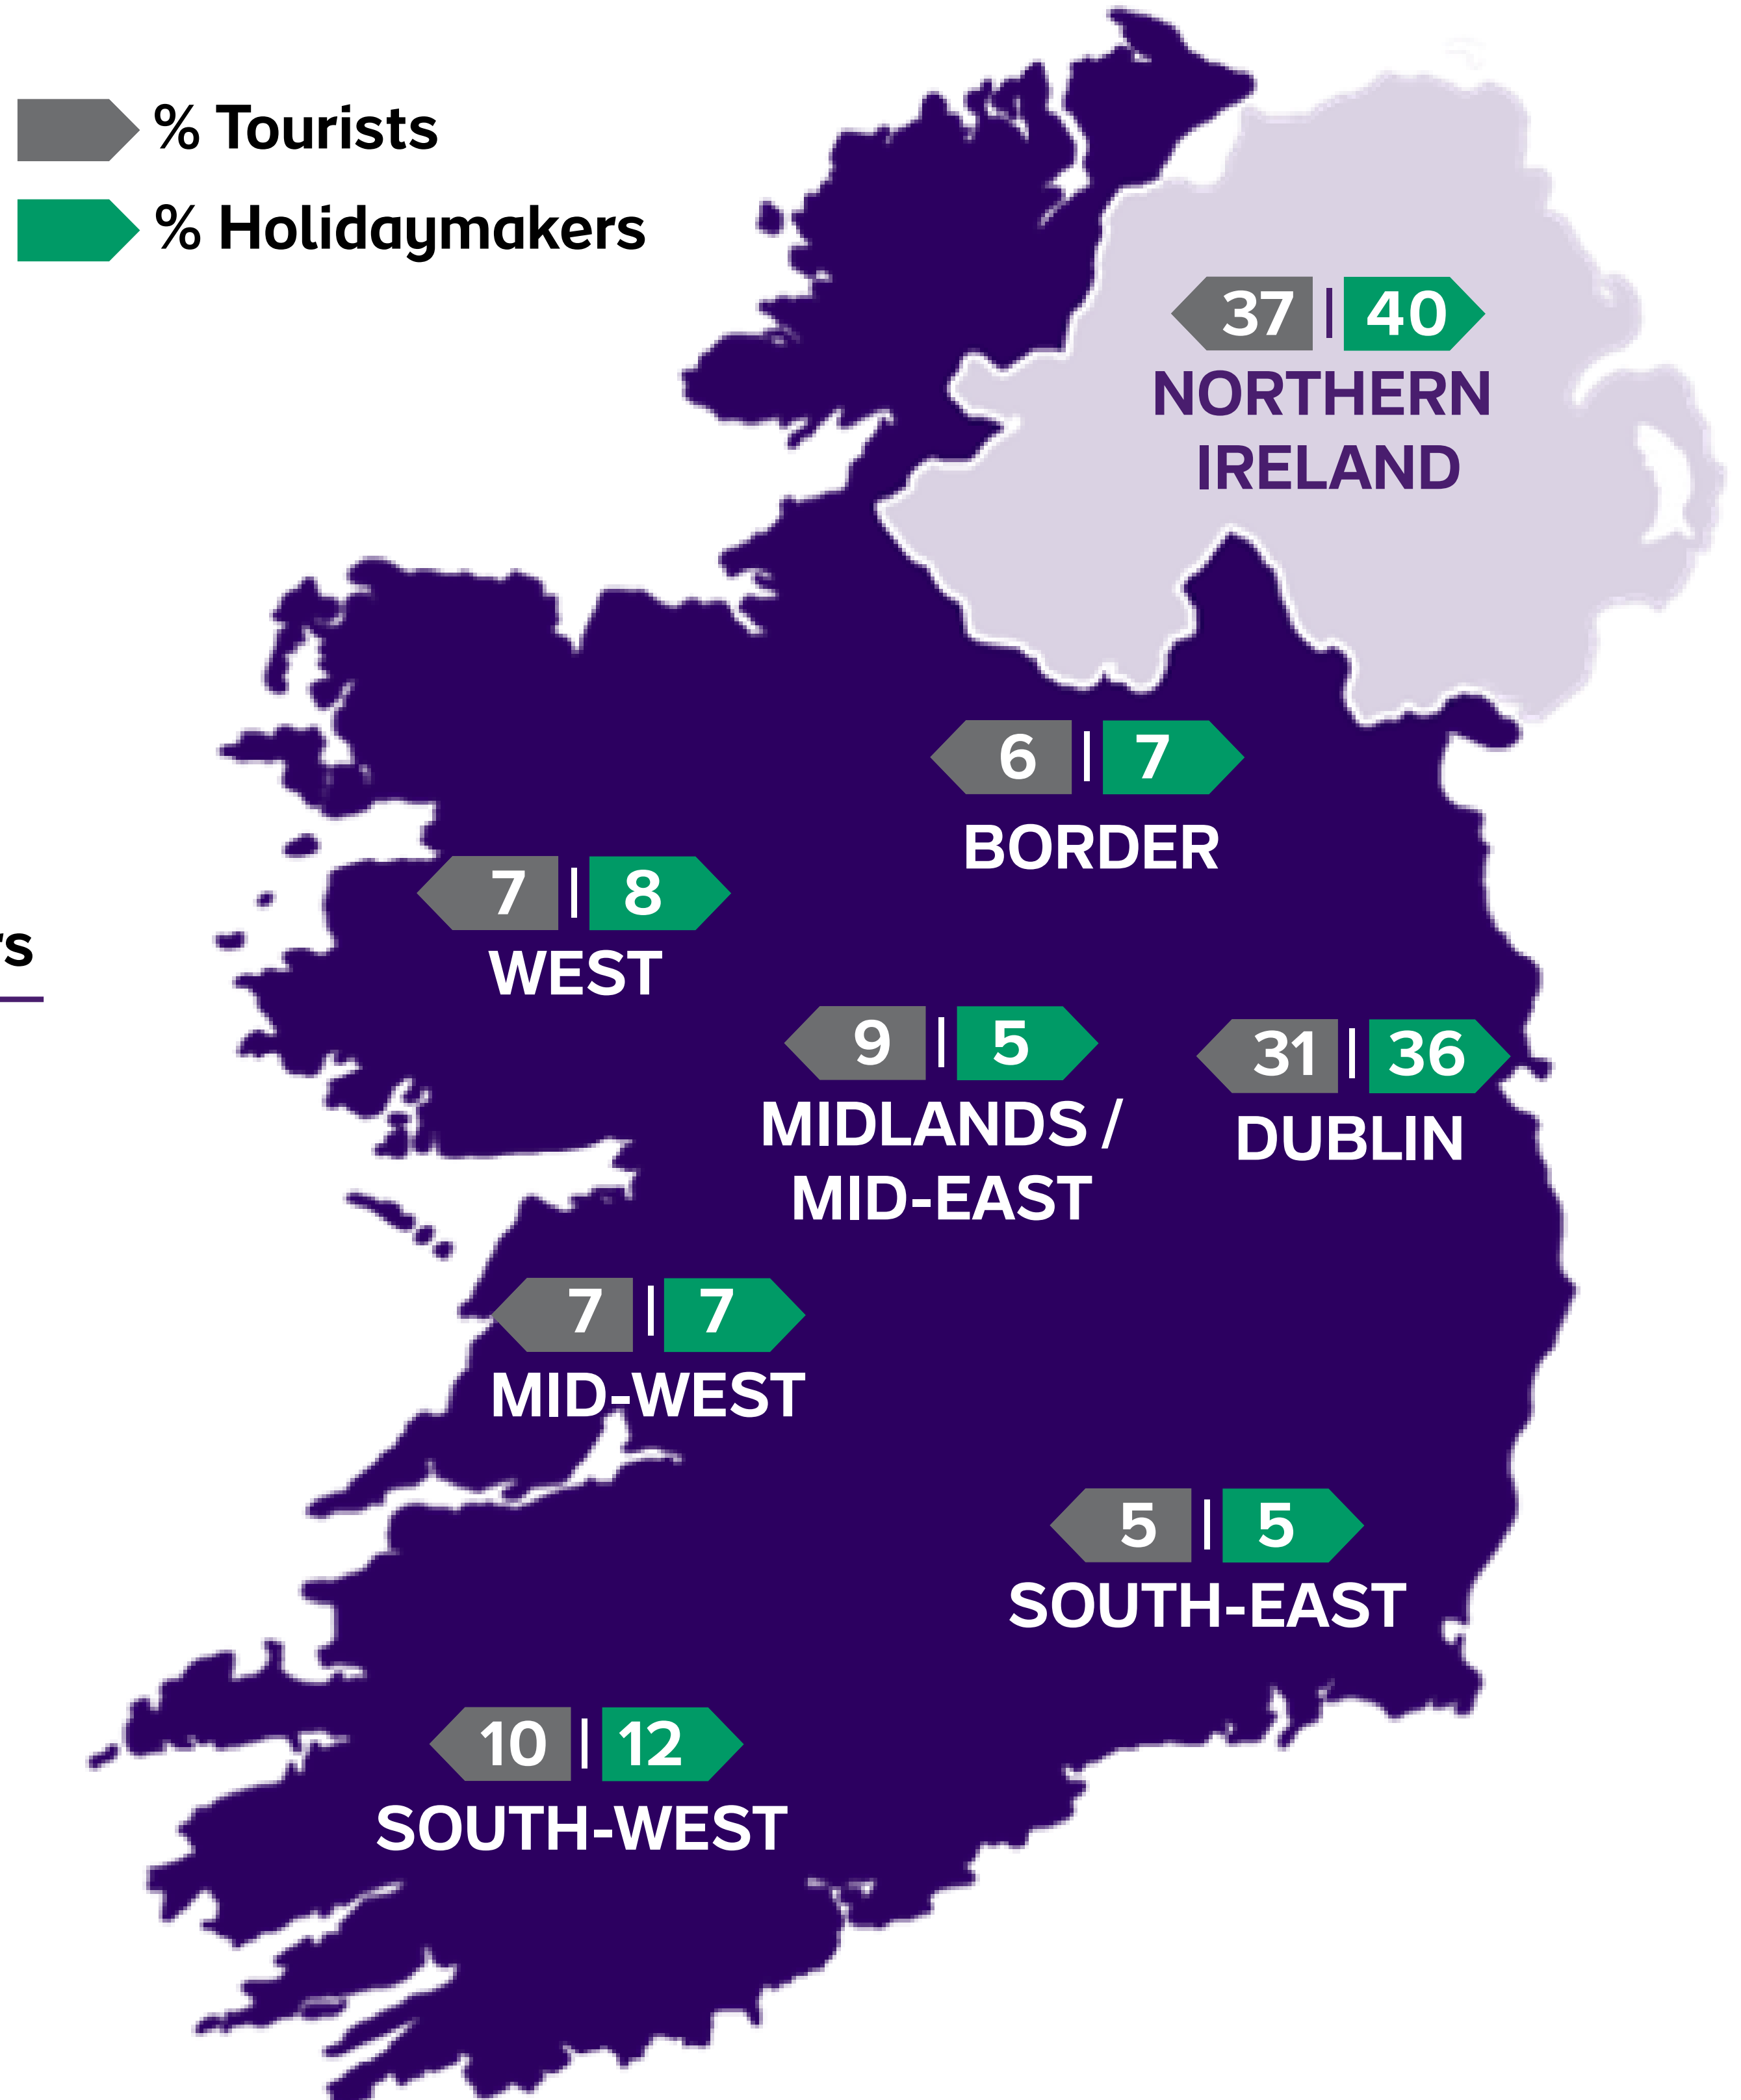 % Tourists
% Holidaymakers
37 | 40
NORTHERN
IRELAND
6 | 7
BORDER
7 | 8
WEST
rs
9 | 5
MIDLANDS /
MID-EAST
31 | 36
DUBLIN
7 | 7
MID-WEST
5 | 5
SOUTH-EAST
10 | 12
SOUTH-WEST